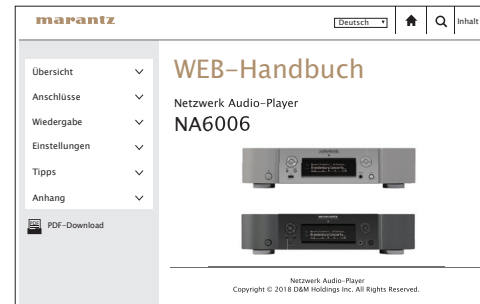 marantz
Deutsch
Inhalt
Übersicht
Anschlüsse
Wiedergabe
Einstellungen
Tipps
Anhang
PDF
PDF-Download
WEB-Handbuch
Netzwerk Audio-Player
NA6006
Netzwerk Audio-Player
Copyright © 2018 D&M Holdings Inc. All Rights Reserved.